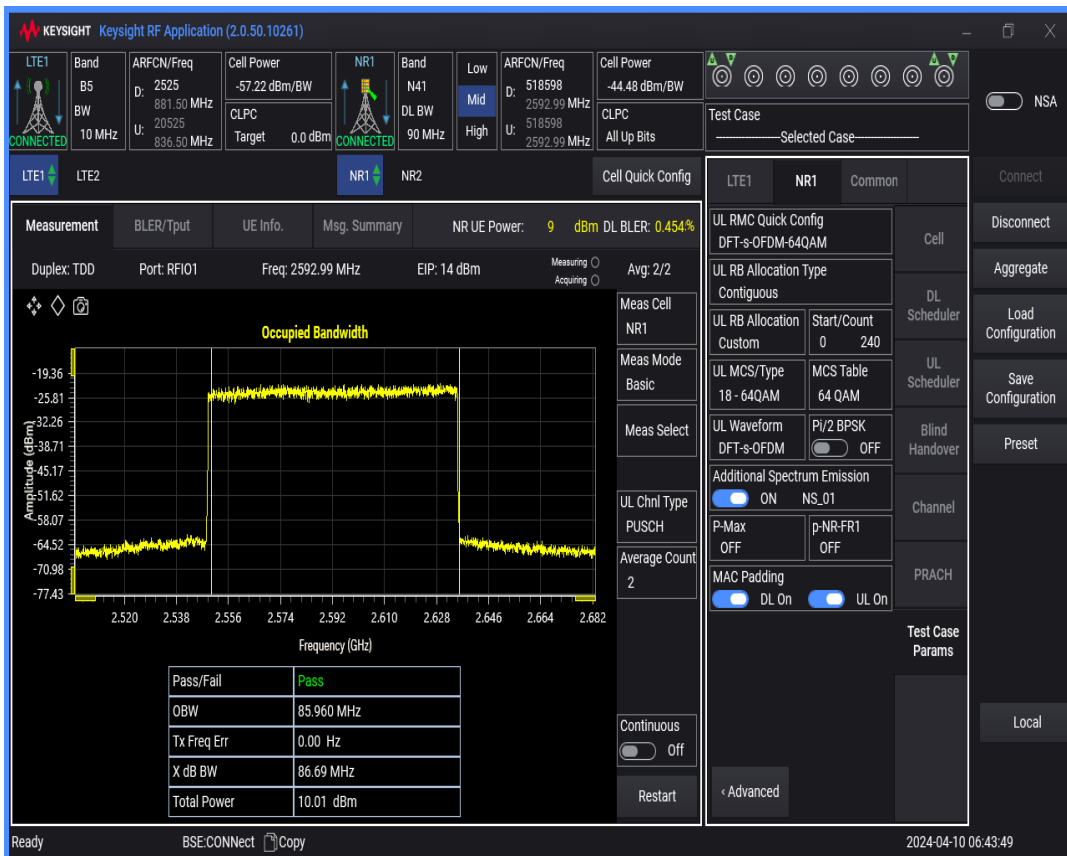 KEYSIGHT Keysight RF Application (2.0.50.10261)
LTE1
CONNECTED
Band
B5
BW
10 MHz
ARFCN/Freq
D: 2525
881.50 MHz
U: 20525
836.50 MHz
Cell Power
-57.22 dBm/BW
CLPC
Target 0.0 dBm
NR1
CONNECTED
Band
N41
DL BW
90 MHz
Low
Mid
High
ARFCN/Freq
D: 518598
2592.99 MHz
U: 518598
2592.99 MHz
Cell Power
-44.48 dBm/BW
CLPC
All Up Bits
Test Case
Selected Case
NSA
LTE1 LTE2 NR1 NR2 Cell Quick Config
Measurement BLER/Tput UE Info. Msg. Summary NR UE Power: 9 dBm DL BLER: 0.454%
Duplex: TDD Port: RFIO1 Freq: 2592.99 MHz EIP: 14 dBm Measuring
Acquiring
Avg: 2/2
Occupied Bandwidth
Amplitude (dBm)
-19.36
-25.81
-32.26
-38.71
-45.17
-51.62
-58.07
-64.52
-70.98
-77.43
2.520 2.538 2.556 2.574 2.592 2.610 2.628 2.646 2.664 2.682
Frequency (GHz)
Pass/Fail Pass
OBW 85.960 MHz
Tx Freq Err 0.00 Hz
X dB BW 86.69 MHz
Total Power 10.01 dBm
Meas Cell
NR1
Meas Mode
Basic
Meas Select
UL Chnl Type
PUSCH
Average Count
2
Continuous
Off
Restart
LTE1 NR1 Common
UL RMC Quick Config
DFT-s-OFDM-64QAM
UL RB Allocation Type
Contiguous
UL RB Allocation
Custom
Start/Count
0 240
UL MCS/Type
18 - 64QAM
MCS Table
64 QAM
UL Waveform
DFT-s-OFDM
Pi/2 BPSK
OFF
Additional Spectrum Emission
ON NS_01
P-Max
OFF
p-NR-FR1
OFF
MAC Padding
DL On UL On
‹ Advanced
Cell
DL
Scheduler
UL
Scheduler
Blind
Handover
Channel
PRACH
Test Case
Params
Connect
Disconnect
Aggregate
Load
Configuration
Save
Configuration
Preset
Local
Ready BSE:CONNect Copy 2024-04-10 06:43:49